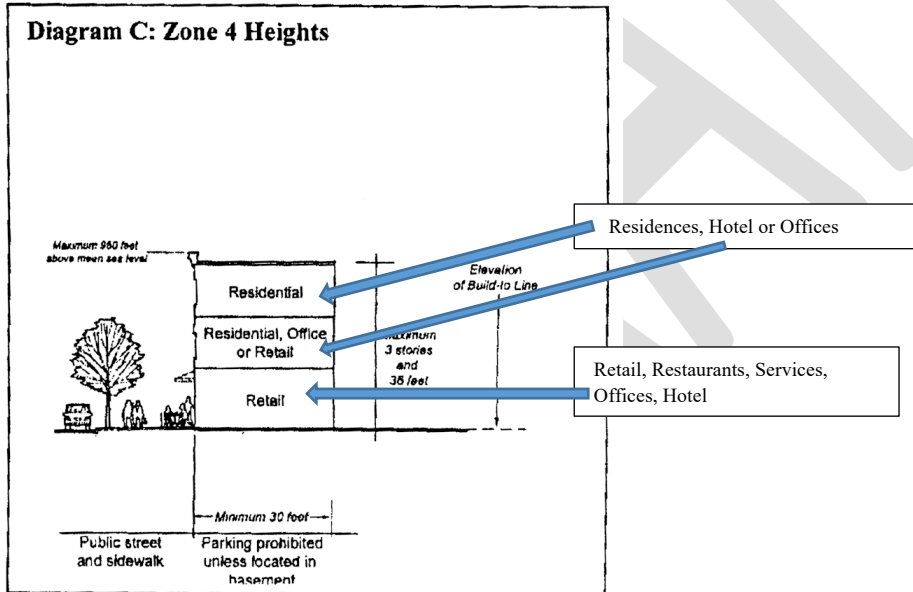 Diagram C: Zone 4 Heights
Residences, Hotel or Offices
Maximum 960 feet
above mean sea level
Elevation
of Build-to Line
Residential
Residential, Office
or Retail
Maximum
3 stories
and
36 feet
Retail, Restaurants, Services,
Offices, Hotel
Retail
Minimum 30 foot
Public street
and sidewalk
Parking prohibited
unless located in
basement